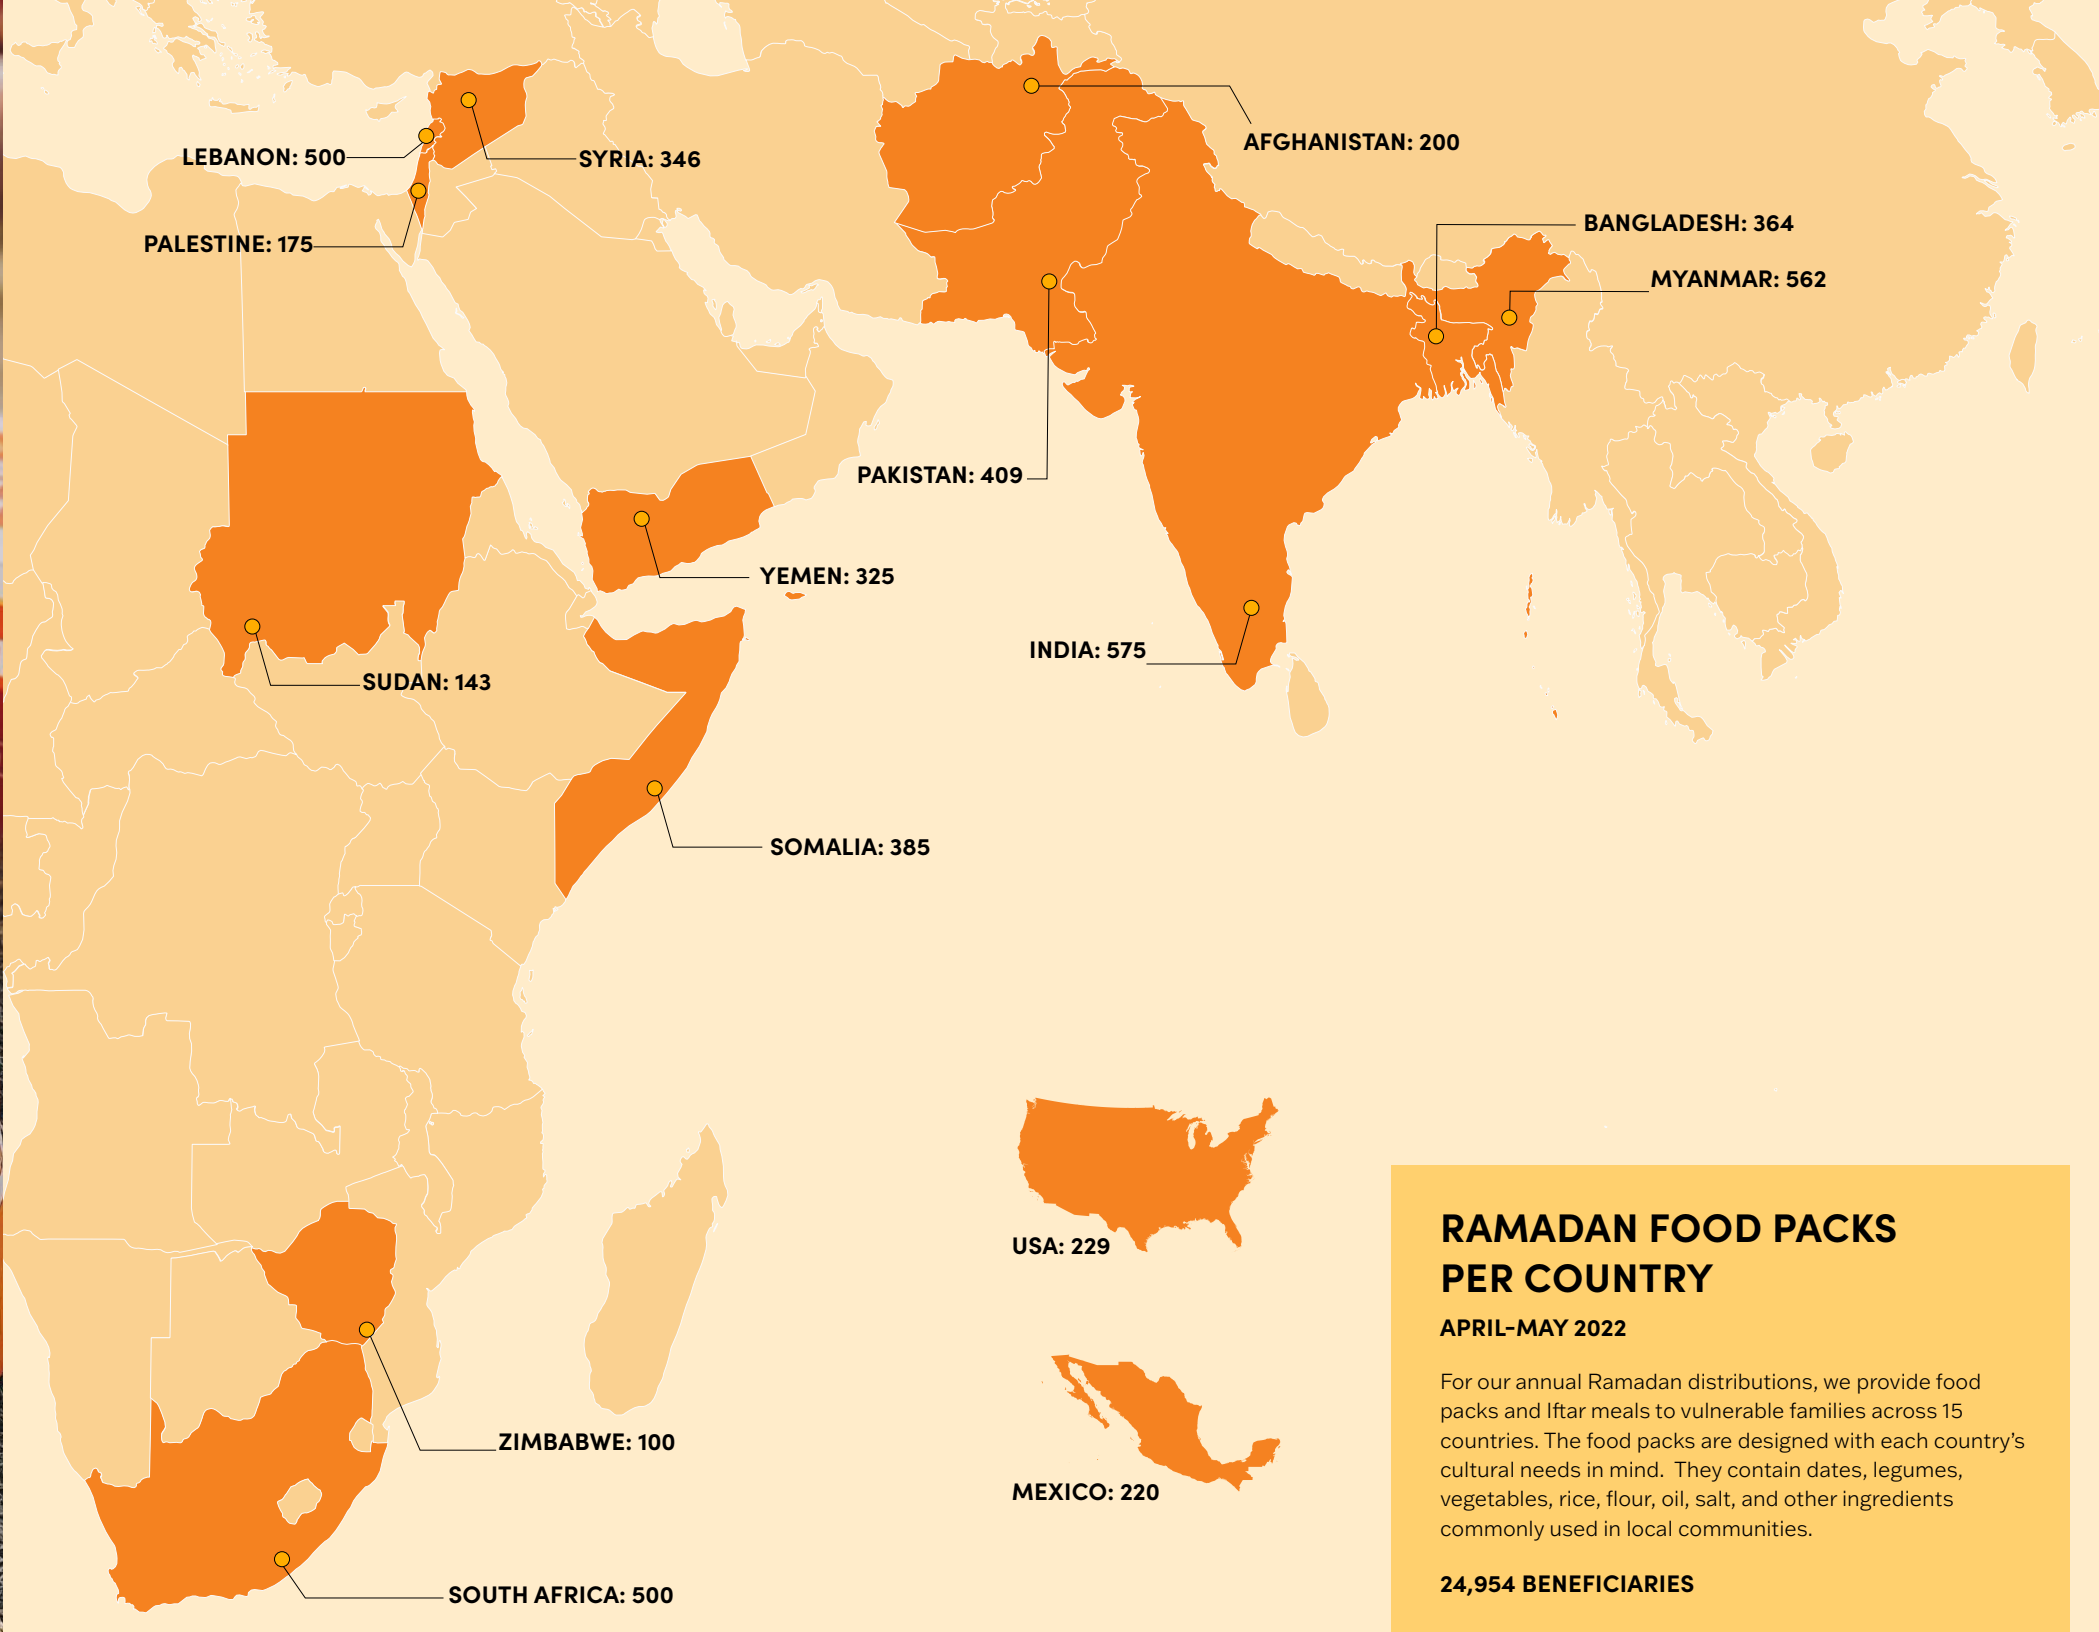 AFGHANISTAN: 200
LEBANON: 500
SYRIA: 346
BANGLADESH: 364
PALESTINE: 175
MYANMAR: 562
PAKISTAN: 409
YEMEN: 325
INDIA: 575
SUDAN: 143
SOMALIA: 385
USA: 229
ZIMBABWE: 100
MEXICO: 220
SOUTH AFRICA: 500
RAMADAN FOOD PACKS
PER COUNTRY
APRIL-MAY 2022
For our annual Ramadan distributions, we provide food
packs and Iftar meals to vulnerable families across 15
countries. The food packs are designed with each country's
cultural needs in mind.  They contain dates, legumes,
vegetables, rice, flour, oil, salt, and other ingredients
commonly used in local communities.
24,954 BENEFICIARIES